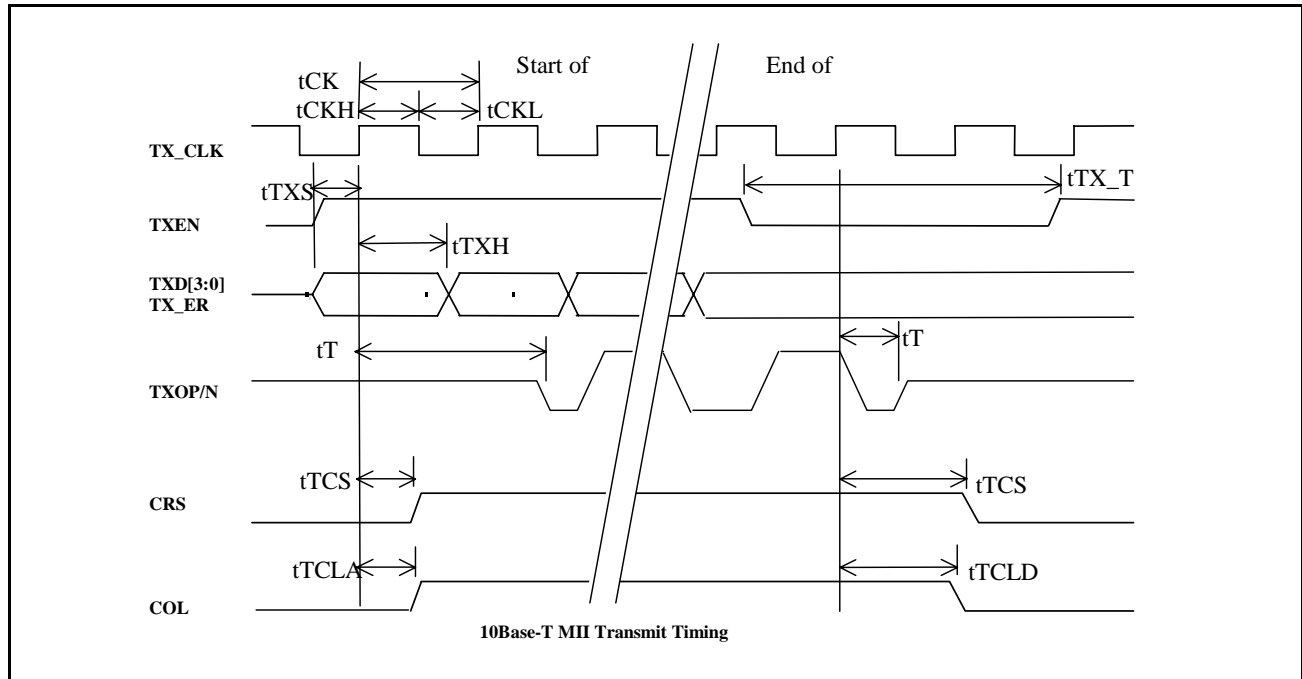 Start of
End of
tCK
tCKH
tCKL
TX_CLK
tTXS
tTX_T
TXEN
tTXH
TXD[3:0]
TX_ER
tT
tT
TXOP/N
tTCS
tTCS
CRS
tTCLA
tTCLD
COL
10Base-T MII Transmit Timing